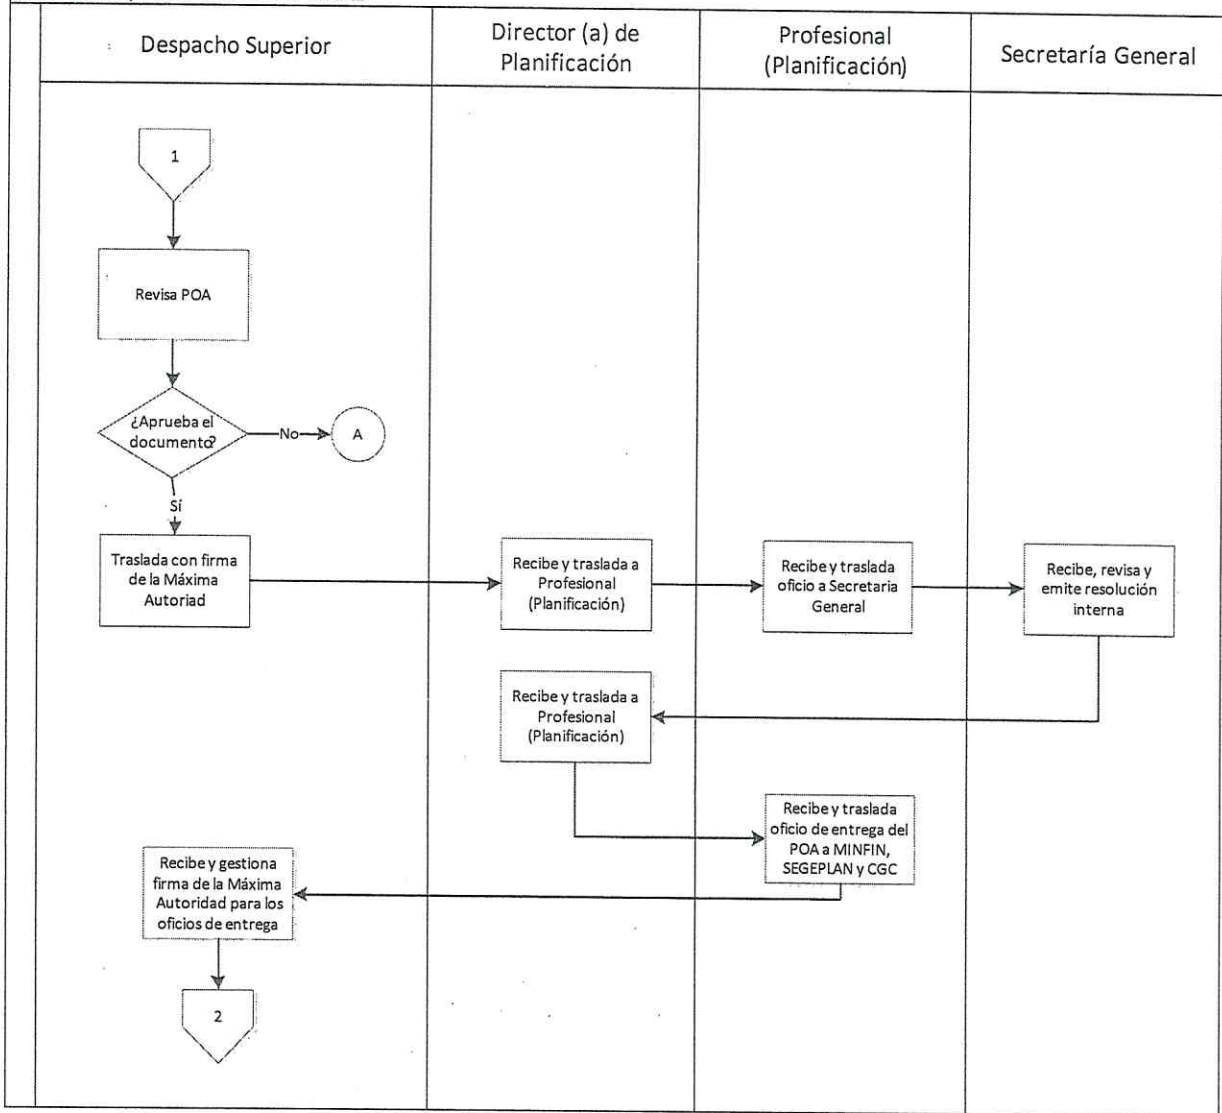 Despacho Superior
Director (a) de
Planificación
Profesional
(Planificación)
Secretaría General
1
Revisa POA
¿Aprueba el
documento?
No
A
Sí
Traslada con firma
de la Máxima
Autoriad
Recibe y traslada a
Profesional
(Planificación)
Recibe y traslada
oficio a Secretaria
General
Recibe, revisa y
emite resolución
interna
Recibe y traslada a
Profesional
(Planificación)
Recibe y traslada
oficio de entrega del
POA a MINFIN,
SEGEPLAN y CGC
Recibe y gestiona
firma de la Máxima
Autoridad para los
oficios de entrega
2